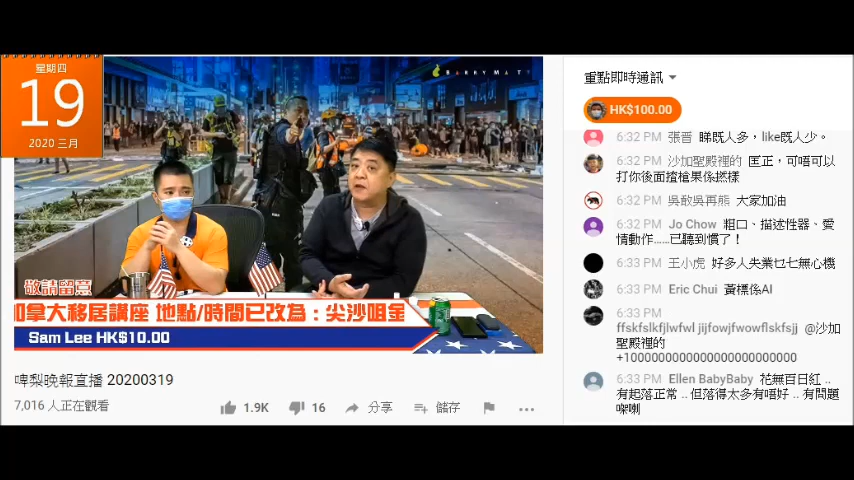 星期四
19
2020 三月
BARRYMA TT
敬請留意
加拿大移居講座 地點/時間已改為：尖沙咀金
Sam Lee HK$10.00
啤梨晚報直播 20200319
7,016 人正在觀看
1.9K
16
分享
儲存
重點即時通訊
HK$100.00
6:32 PM 張晋 睇既人多，like既人少。
6:32 PM 沙加聖殿裡的 匡正，可唔可以
打你後面揸槍果係撚樣
6:32 PM 吳敢吳再熊 大家加油
6:32 PM Jo Chow 粗口、描述性器、愛
情動作.....已聽到慣了！
6:33 PM 王小虎 好多人失業乜七無心機
6:33 PM Eric Chui 黃標係AI
6:33 PM
ffskfslkfjlwfwl jijfowjfwowflskfsjj @沙加
聖殿裡的
+1000000000000000000000000
6:33 PM Ellen BabyBaby 花無百日紅 ..
有起落正常 .. 但落得太多有唔好 .. 有問題
㗎喇